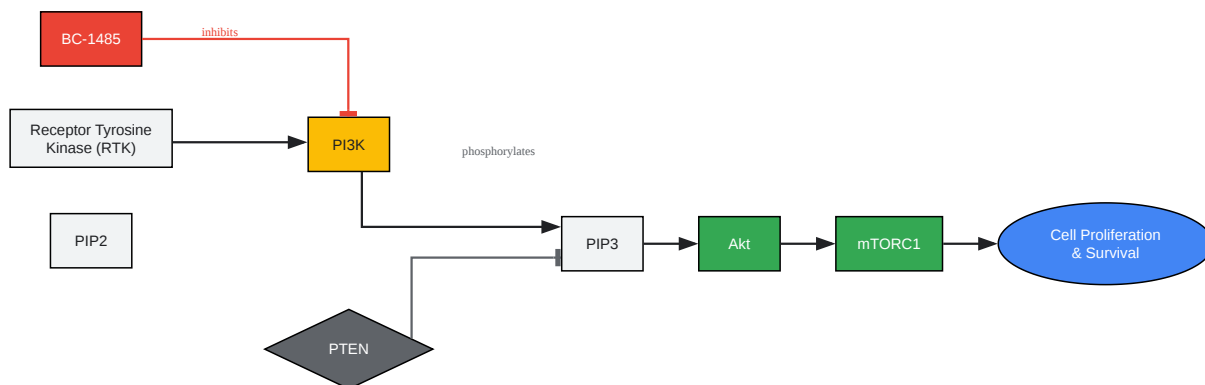 BC-1485
inhibits
Receptor Tyrosine
Kinase (RTK)
PI3K
phosphorylates
PIP2
PIP3
Akt
mTORC1
Cell Proliferation
& Survival
PTEN